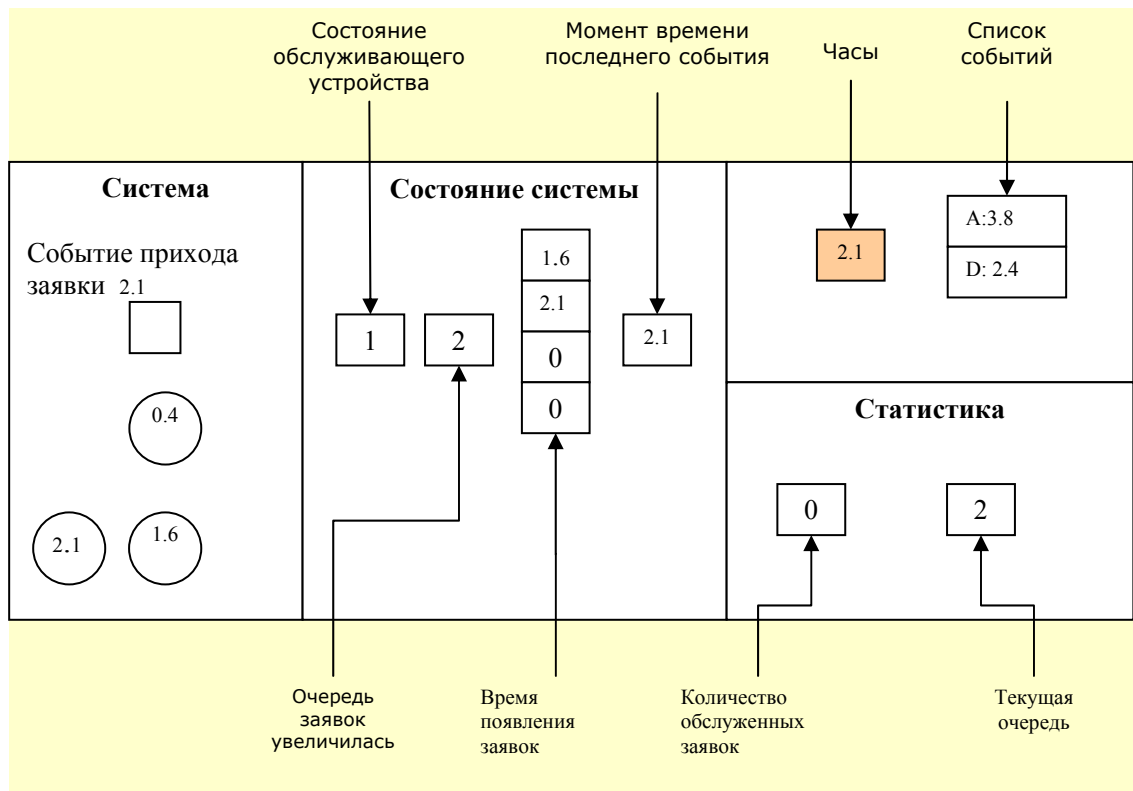 Состояние
обслуживающего
устройства
Момент времени
последнего события
Часы
Список
событий
Система
Событие прихода
заявки 2.1
0.4
2.1
1.6
Состояние системы
1
2
1.6
2.1
0
0
2.1
2.1
A:3.8
D: 2.4
Статистика
0
2
Очередь
заявок
увеличилась
Время
появления
заявок
Количество
обслуженных
заявок
Текущая
очередь